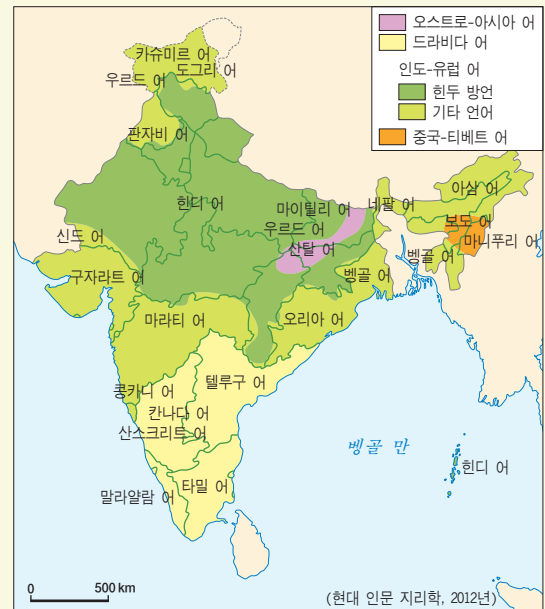 오스트로-아시아 어
드라비다 어
인도-유럽 어
힌두 방언
기타 언어
중국-티베트 어
카슈미르 어
도그리 어
우르드 어
판자비 어
힌디 어
마이틸리 어
네팔 어
아삼 어
우르드 어
보도 어
신드 어
산탈 어
마니푸리 어
벵골 어
구자라트 어
벵골 어
마라티 어
오리아 어
콩카니 어
텔루구 어
칸나다 어
산스크리트 어
벵골 만
힌디 어
말라얄람 어
타밀 어
0 500 km
(현대 인문 지리학, 2012년)